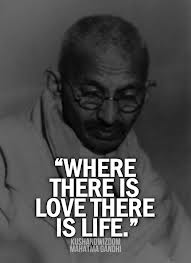 “WHERE
THERE IS
LOVE THERE
IS LIFE.”
KUSHANDWIZDOM
MAHATMA GANDHI